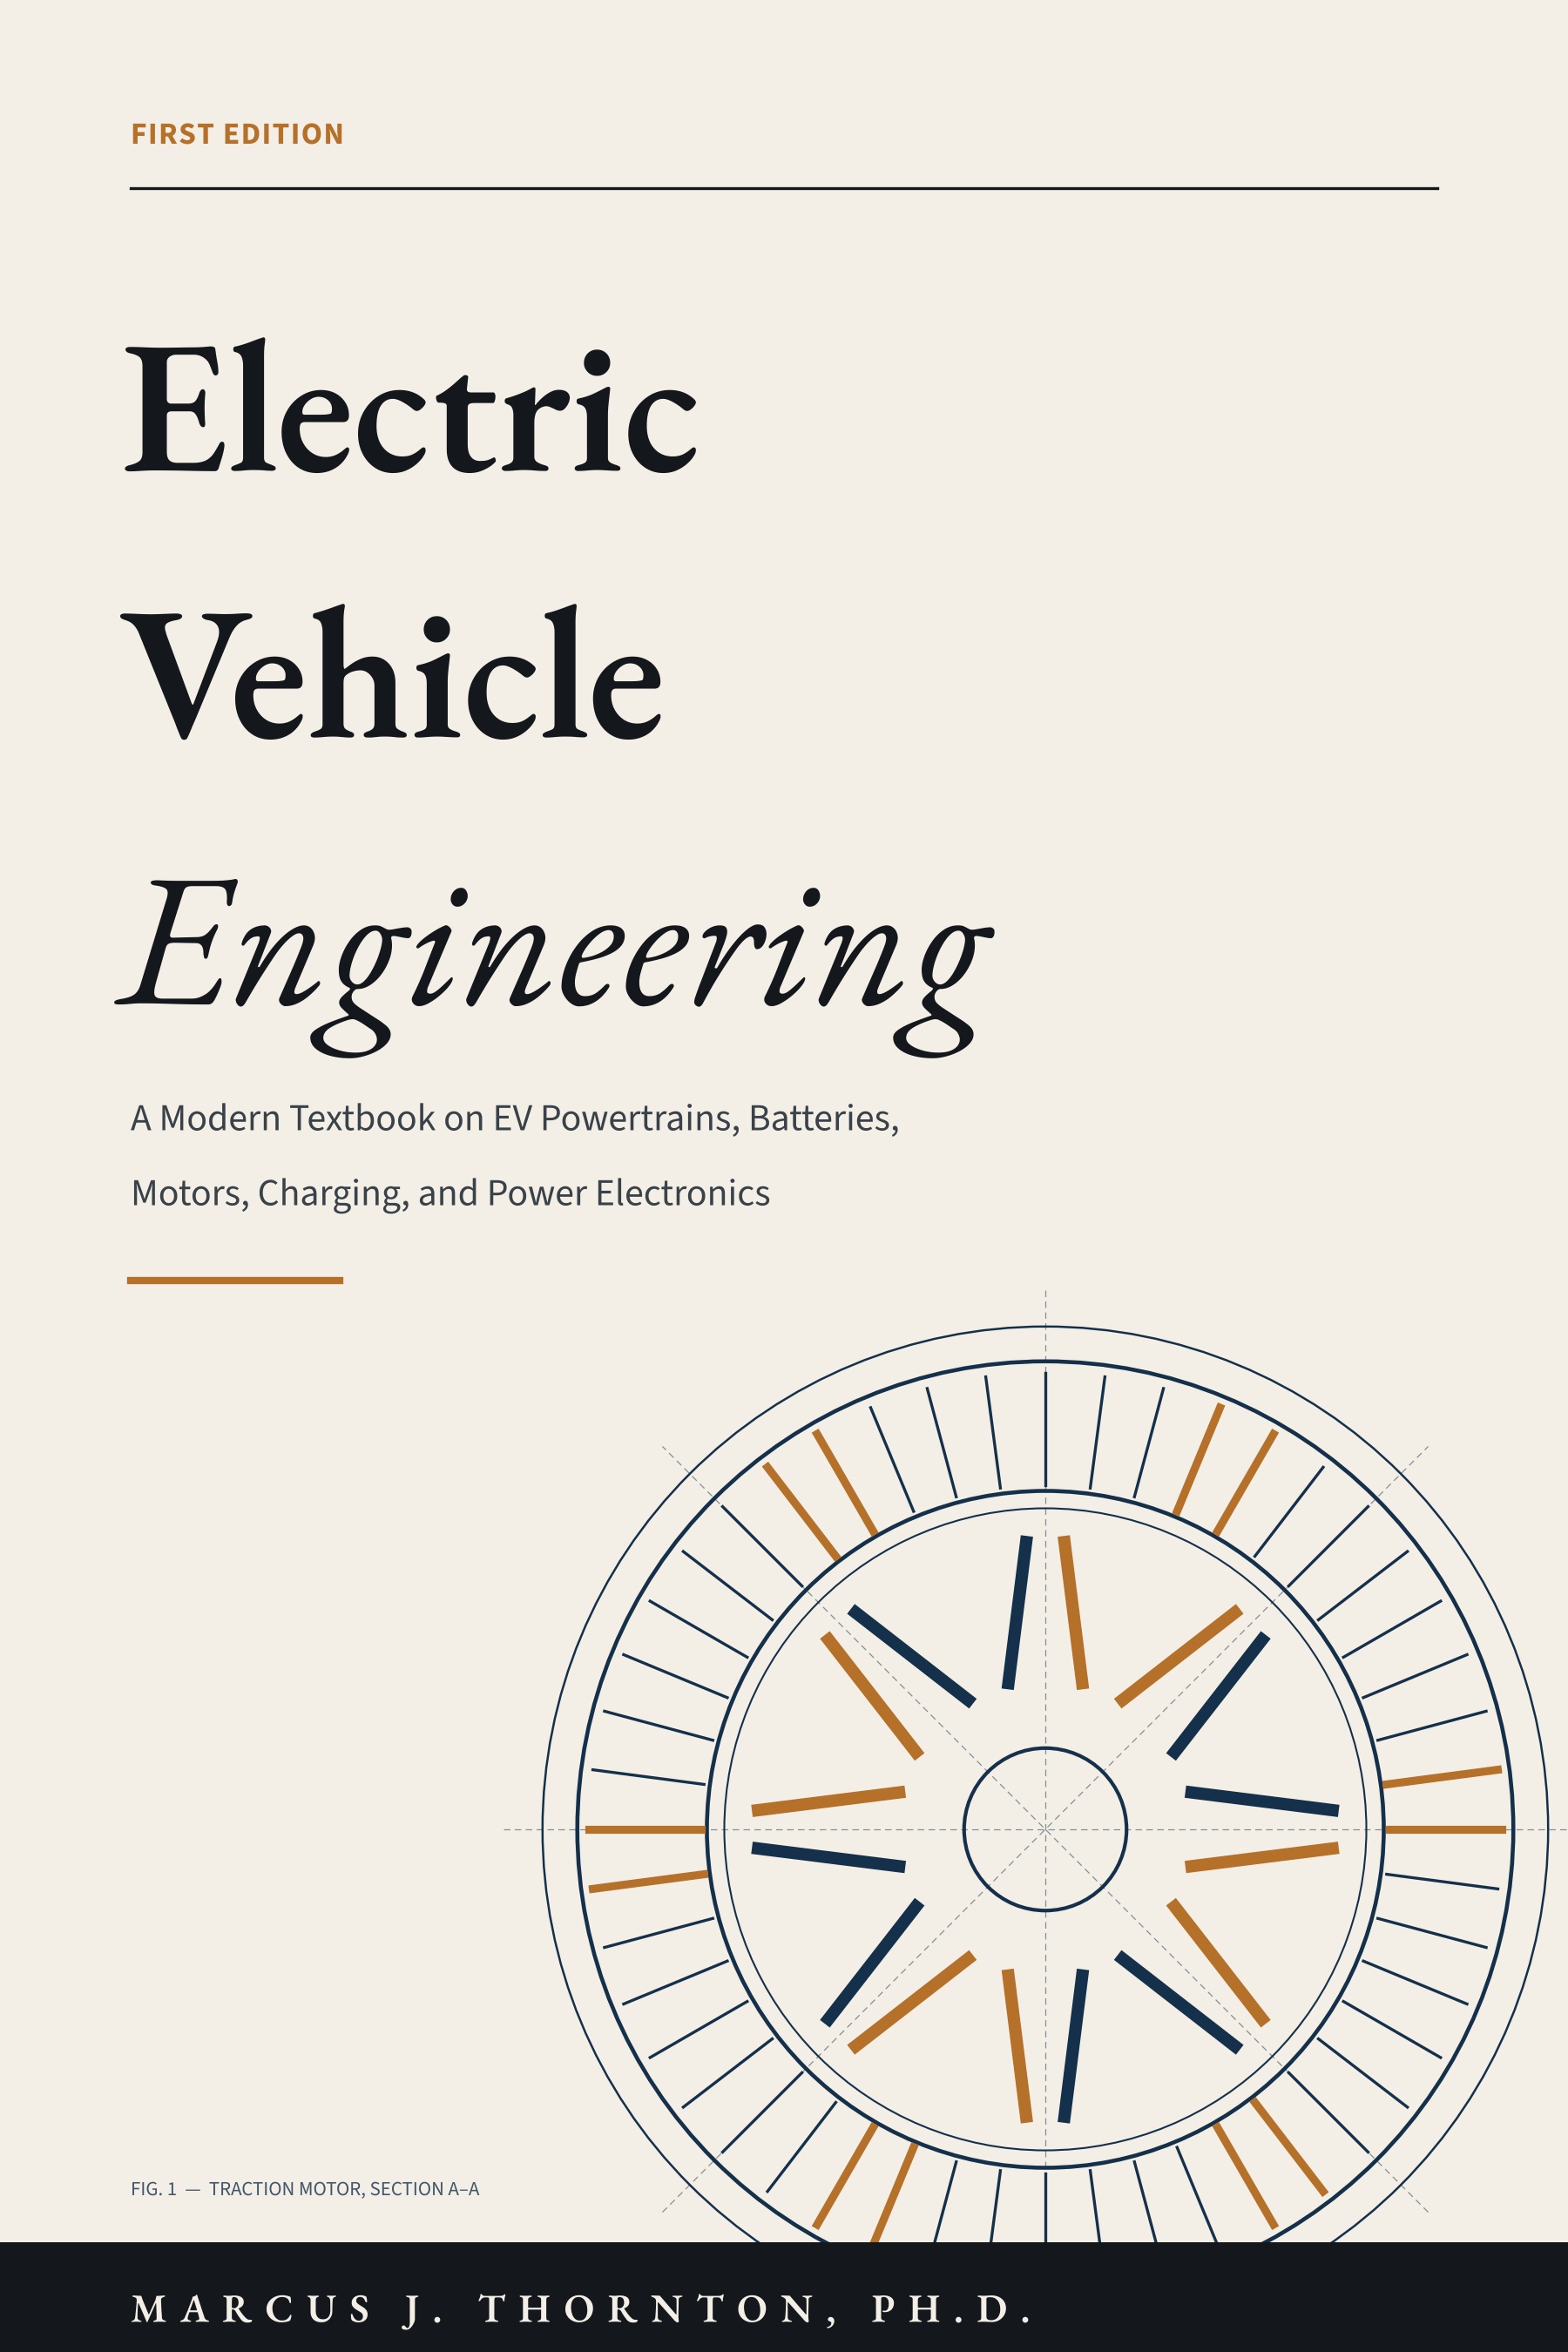 FIRST EDITION
Electric
Vehicle
Engineering
A Modern Textbook on EV Powertrains, Batteries,
Motors, Charging, and Power Electronics
FIG. 1 — TRACTION MOTOR, SECTION A–A
MARCUS J. THORNTON, PH.D.